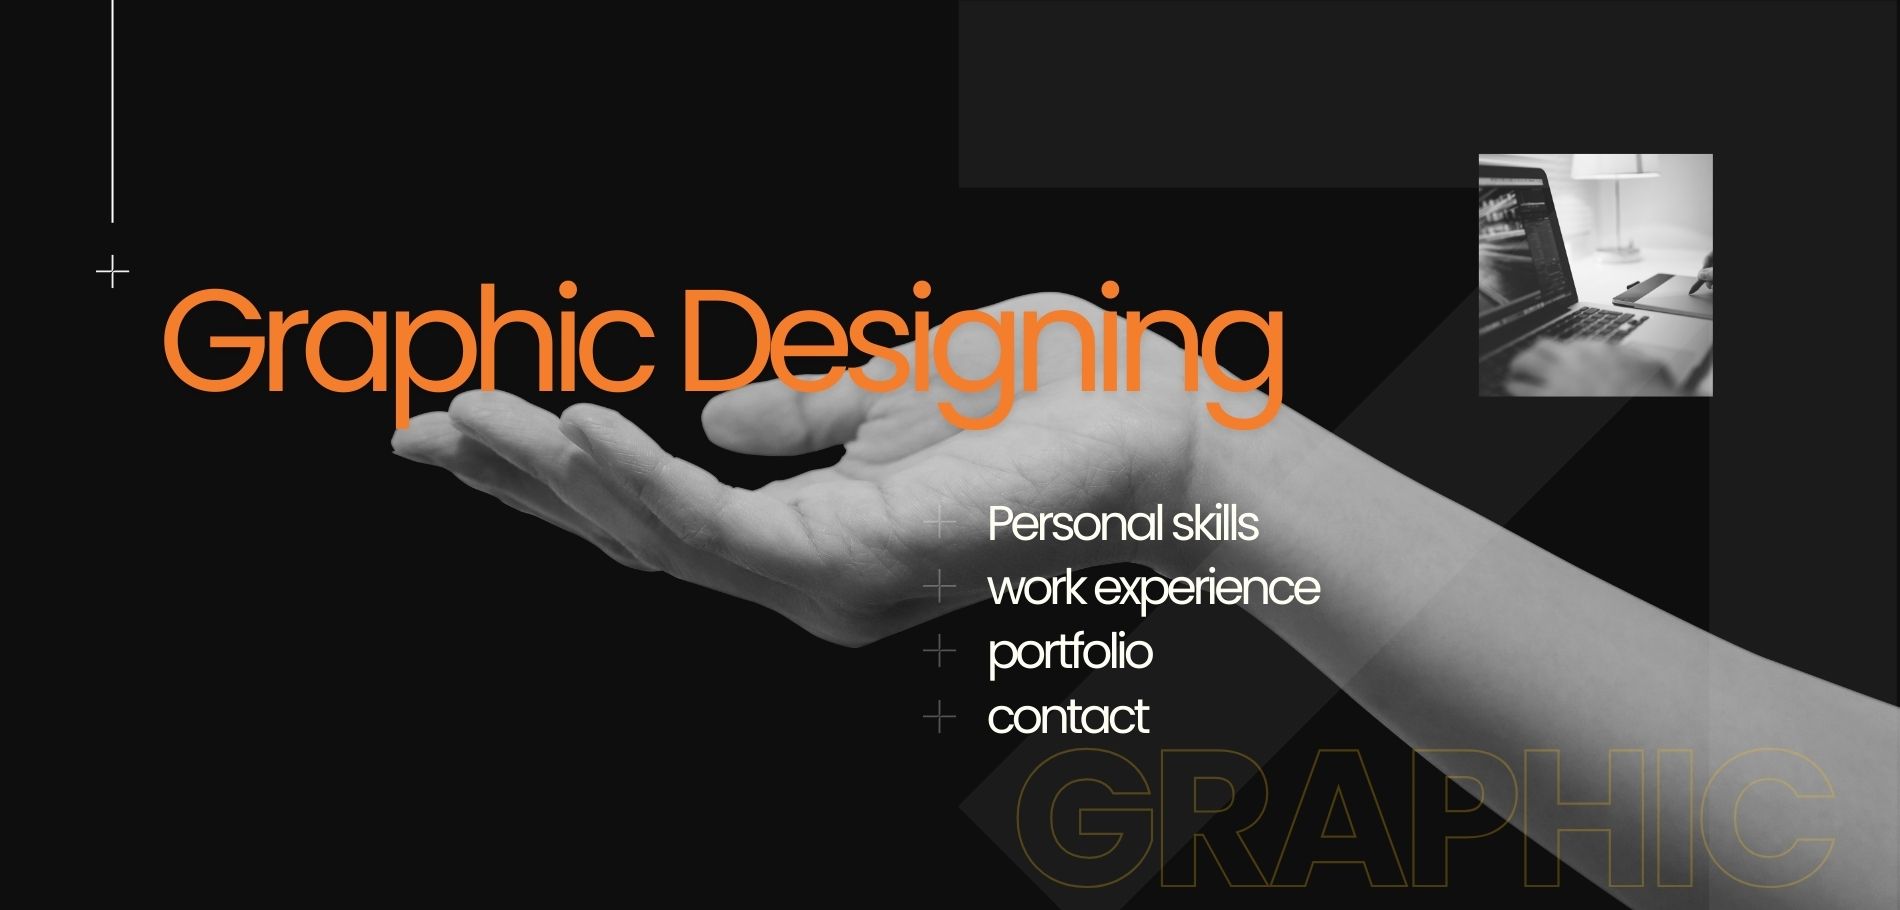 Graphic Designing
Personal skills
work experience
portfolio
contact
GRAPHIC